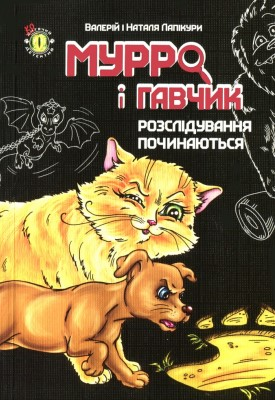 Валерій і Наталя Лапікури
МУРРО
і ГАВЧИК
РОЗСЛІДУВАННЯ
ПОЧИНАЮТЬСЯ